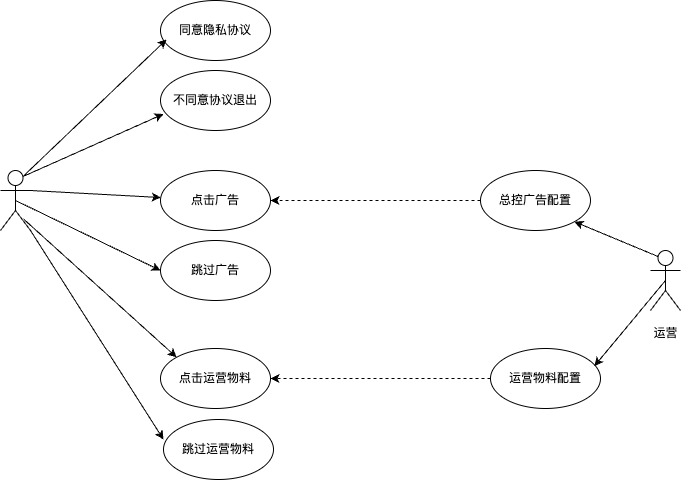 同意隐私协议
不同意协议退出
点击广告
总控广告配置
跳过广告
运营
点击运营物料
运营物料配置
跳过运营物料